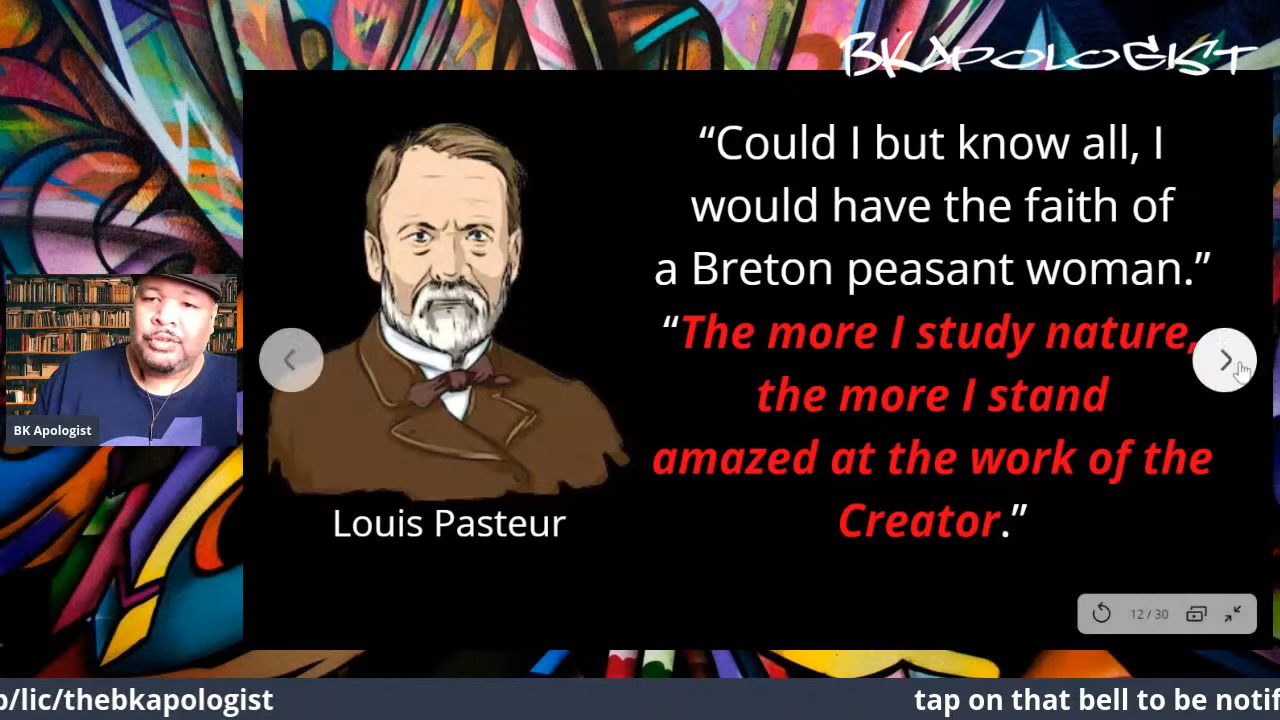 BKAPOLOGIST
“Could I but know all, I
would have the faith of
a Breton peasant woman.”
“The more I study nature,
the more I stand
amazed at the work of the
Creator.”
Louis Pasteur
BK Apologist
12 / 30
o/lic/thebkapologist
tap on that bell to be notif